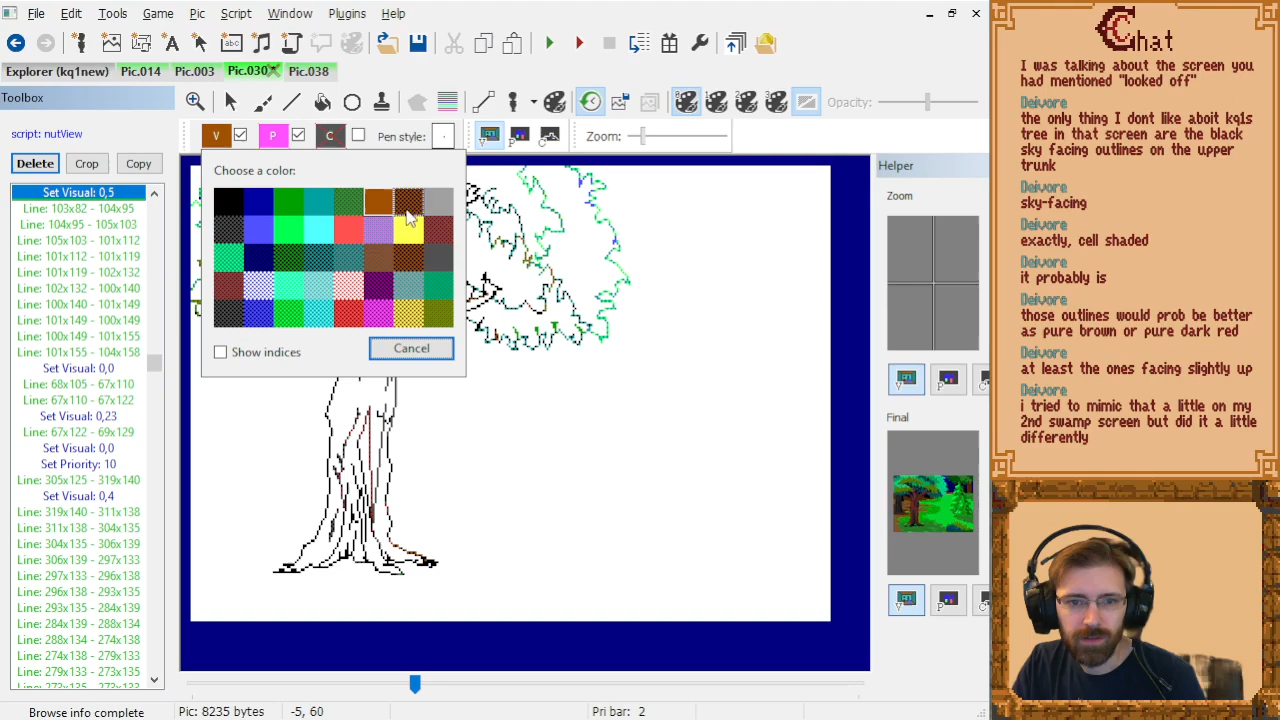 File Edit Tools Game Pic Script Window Plugins Help
Explorer (kq1new) Pic.014 Pic.003 Pic.030* Pic.038
Toolbox
Opacity:
script: nutView
V P C Pen style: Zoom:
Delete Crop Copy
Choose a color:
Show indices Cancel
Set Visual: 0,5
Line: 103x82 - 104x95
Line: 104x95 - 105x103
Line: 105x103 - 101x112
Line: 101x112 - 101x119
Line: 101x119 - 102x132
Line: 102x132 - 100x140
Line: 100x140 - 101x149
Line: 101x149 - 100x149
Line: 100x149 - 101x155
Line: 101x155 - 104x158
Set Visual: 0,0
Line: 68x105 - 67x110
Line: 67x110 - 67x122
Set Visual: 0,23
Line: 67x122 - 69x129
Set Visual: 0,0
Set Priority: 10
Line: 305x125 - 319x140
Set Visual: 0,4
Line: 319x140 - 311x138
Line: 311x138 - 304x135
Line: 304x135 - 306x139
Line: 306x139 - 297x133
Line: 297x133 - 296x138
Line: 296x138 - 293x135
Line: 293x135 - 284x139
Line: 284x139 - 288x134
Line: 288x134 - 274x138
Line: 274x138 - 279x133
Line: 279x133 - 273x135
Helper
Zoom
V P C
Final
V P C
Browse info complete Pic: 8235 bytes -5, 60 Pri bar: 2
Chat
I was talking about the screen you
had mentioned "looked off"
Deivore
the only thing I dont like aboit kq1s
tree in that screen are the black
sky facing outlines on the upper
trunk
Deivore
sky-facing
Deivore
exactly, cell shaded
Deivore
it probably is
Deivore
those outlines would prob be better
as pure brown or pure dark red
Deivore
at least the ones facing slightly up
Deivore
i tried to mimic that a little on my
2nd swamp screen but did it a little
differently